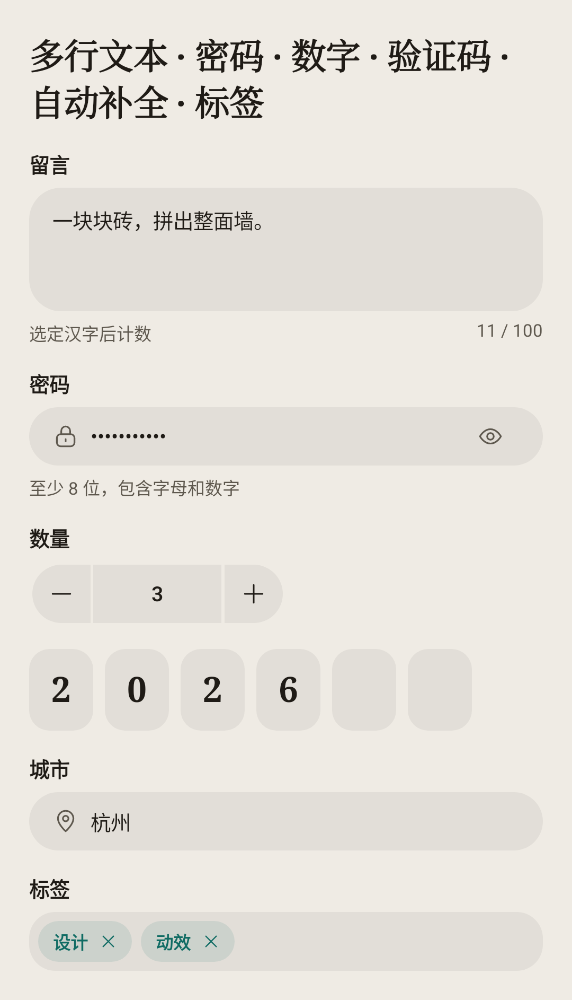 多行文本 · 密码 · 数字 · 验证码 ·
自动补全 · 标签
留言
一块块砖，拼出整面墙。
选定汉字后计数
11 / 100
密码
•••••••••••
至少 8 位，包含字母和数字
数量
3
2 0 2 6
城市
杭州
标签
设计
动效